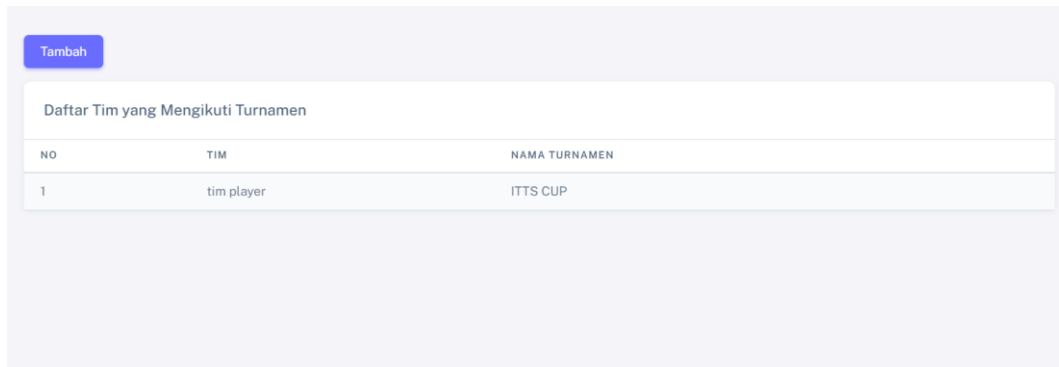 Tambah
Daftar Tim yang Mengikuti Turnamen
NO TIM NAMA TURNAMEN
1 tim player ITTS CUP